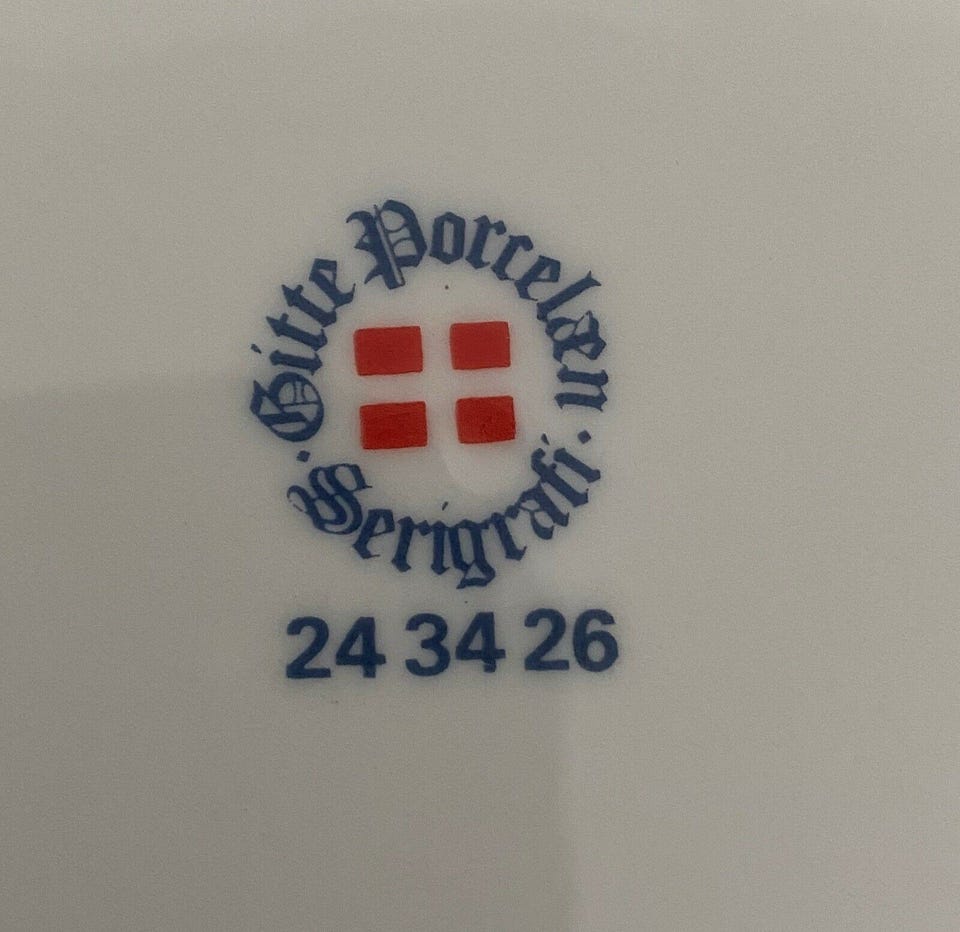 · Gitte Porcelæn ·
Serigrafi
24 34 26